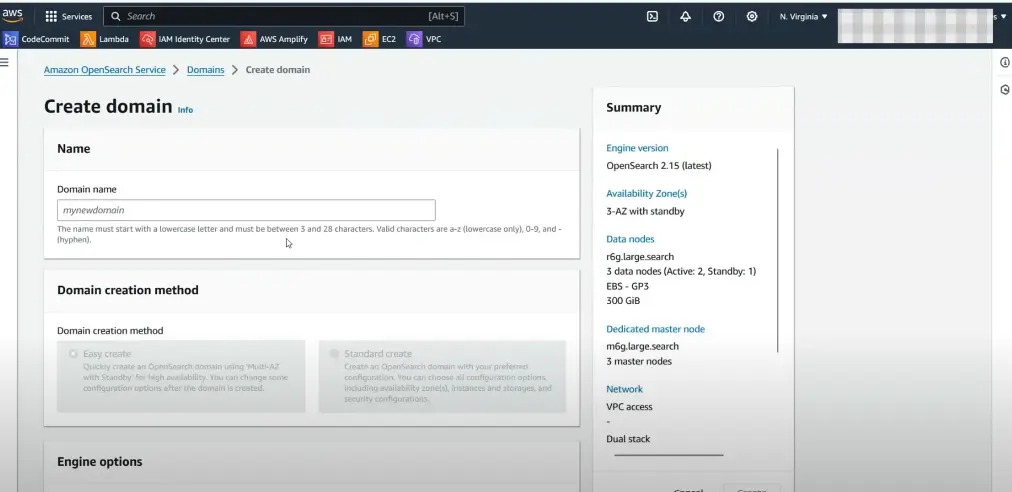 aws
Services
Search
[Alt+S]
N. Virginia
s
CodeCommit
Lambda
IAM Identity Center
AWS Amplify
IAM
EC2
VPC
Amazon OpenSearch Service
Domains
Create domain
Create domain
Info
Name
Domain name
mynewdomain
The name must start with a lowercase letter and must be between 3 and 28 characters. Valid characters are a-z (lowercase only), 0-9, and -
(hyphen).
Domain creation method
Domain creation method
Easy create
Quickly create an OpenSearch domain using 'Multi-AZ
with Standby' for high availability. You can change some
configuration options after the domain is created.
Standard create
Create an OpenSearch domain with your preferred
configuration. You can choose all configuration options,
including availability zone(s), instances and storages, and
security configurations.
Engine options
Summary
Engine version
OpenSearch 2.15 (latest)
Availability Zone(s)
3-AZ with standby
Data nodes
r6g.large.search
3 data nodes (Active: 2, Standby: 1)
EBS - GP3
300 GiB
Dedicated master node
m6g.large.search
3 master nodes
Network
VPC access
-
Dual stack
Cancel
Create